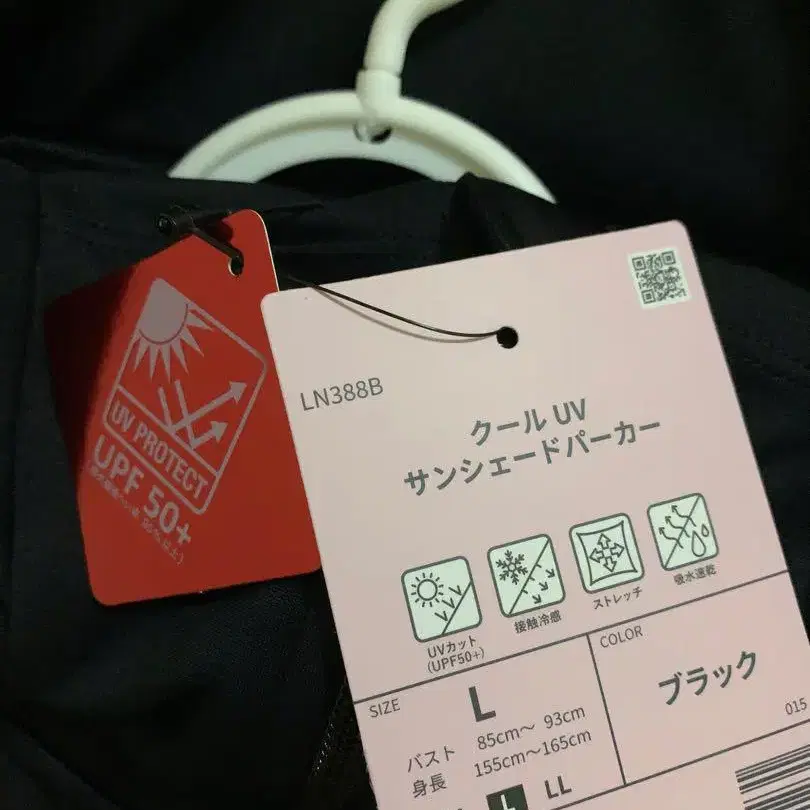 UV PROTECT
UPF 50+
LN388B
クール UV
サンシェードパーカー
UVカット
(UPF50+)
接触冷感
ストレッチ
吸水速乾
SIZE
L
バスト 85cm～ 93cm
身長 155cm～165cm
L LL
COLOR
ブラック
015